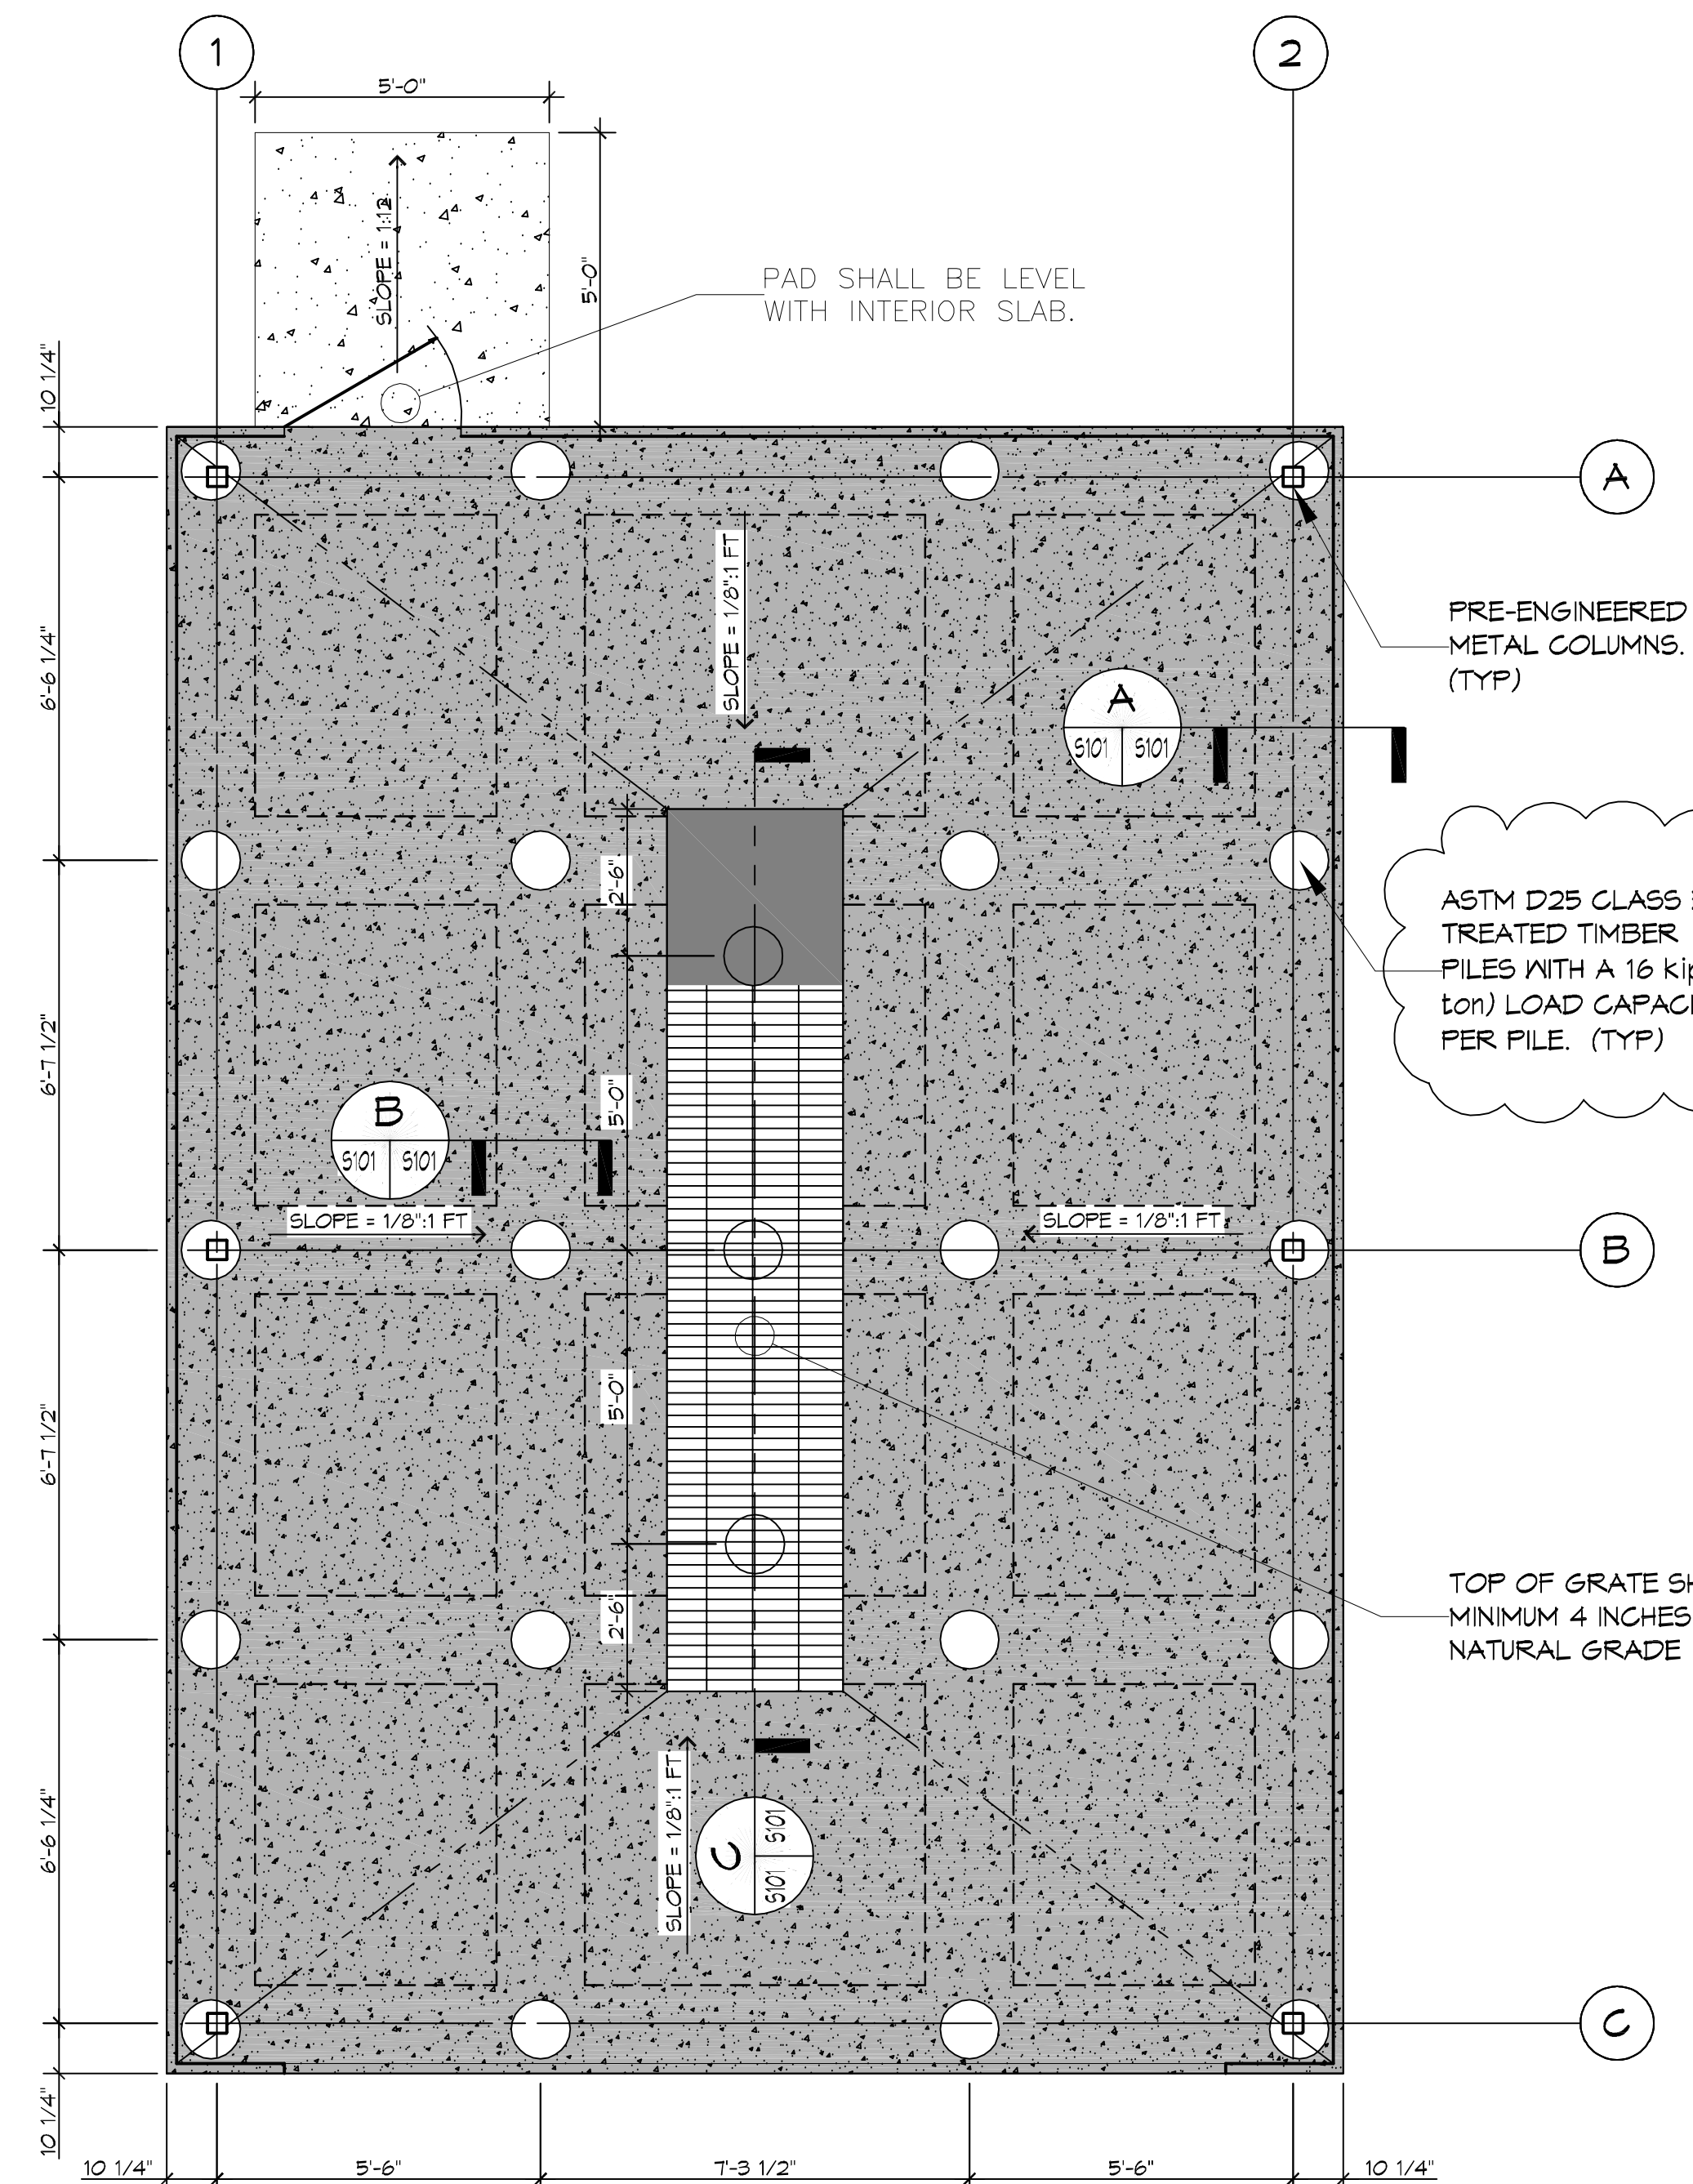 1
2
5'-0"
SLOPE = 1:12
5'-0"
PAD SHALL BE LEVEL
WITH INTERIOR SLAB.
10 1/4"
A
6'-6 1/4"
SLOPE = 1/8":1 FT
PRE-ENGINEERED
METAL COLUMNS.
(TYP)
A
S101 S101
2'-6"
ASTM D25 CLASS
TREATED TIMBER
PILES WITH A 16
ton) LOAD
PER PILE. (TYP)
6'-7 1/2"
5'-0"
B
S101 S101
SLOPE = 1/8":1 FT
SLOPE = 1/8":1 FT
B
6'-7 1/2"
5'-0"
2'-6"
TOP OF GRATE
MINIMUM 4 INCHES
NATURAL GRADE
6'-6 1/4"
SLOPE = 1/8":1 FT
C
S101 S101
C
10 1/4"
10 1/4"
5'-6"
7'-3 1/2"
5'-6"
10 1/4"